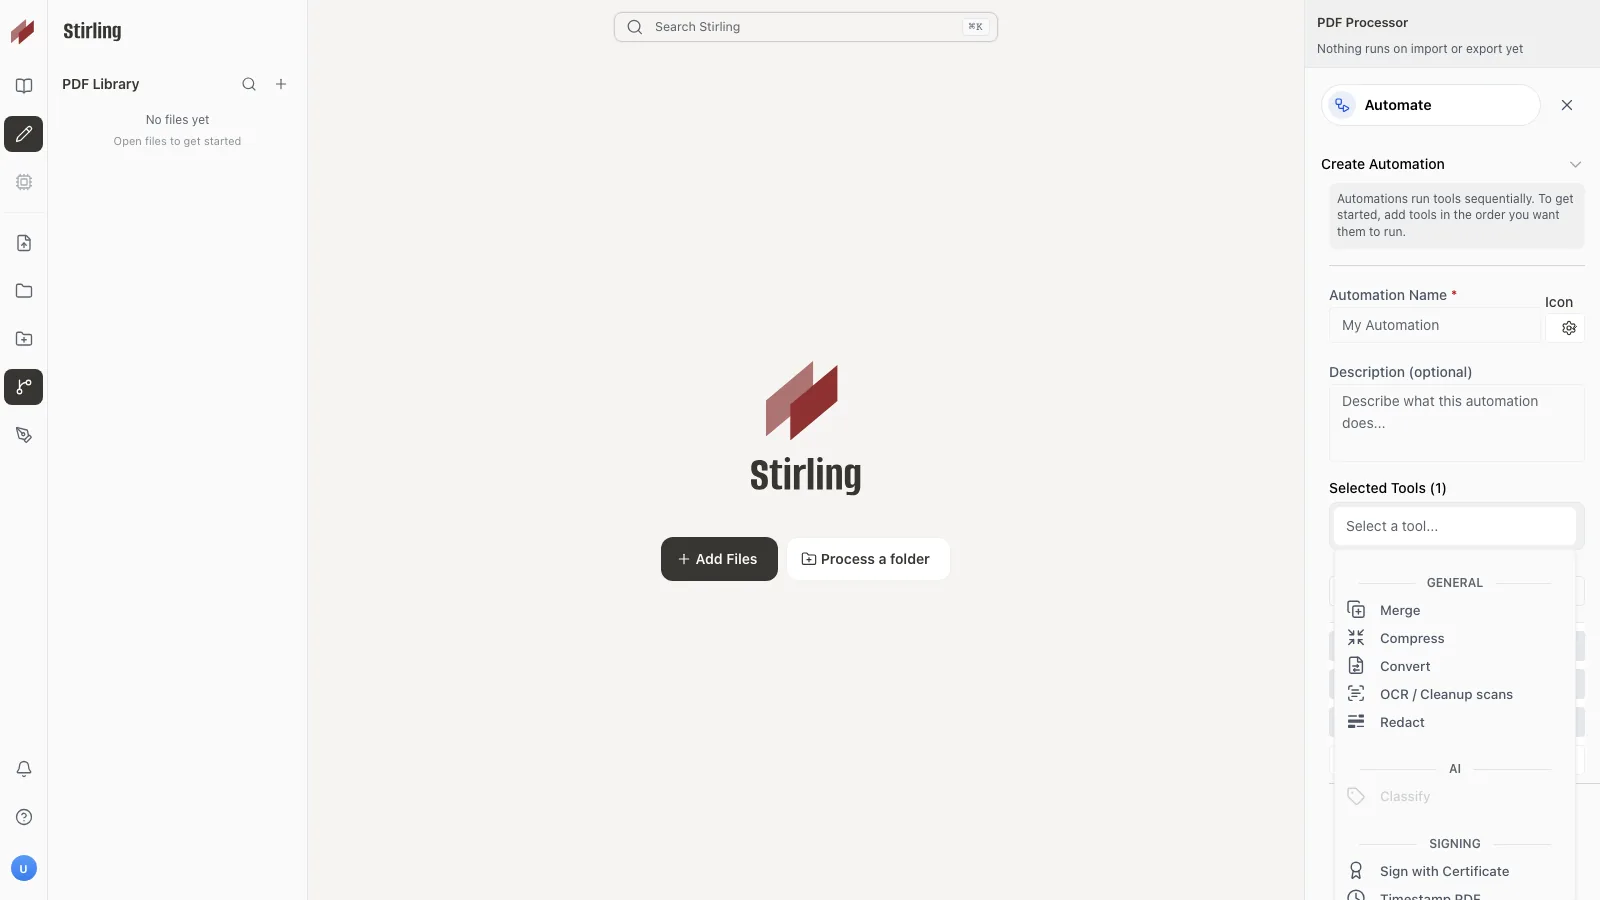 Stirling
PDF Library
No files yet
Open files to get started
U
Search Stirling
⌘K
Stirling
Add Files
Process a folder
PDF Processor
Nothing runs on import or export yet
Automate
Create Automation
Automations run tools sequentially. To get
started, add tools in the order you want
them to run.
Automation Name *
Icon
My Automation
Description (optional)
Describe what this automation
does...
Selected Tools (1)
Select a tool...
GENERAL
Merge
Compress
Convert
OCR / Cleanup scans
Redact
AI
Classify
SIGNING
Sign with Certificate
Timestamp PDF